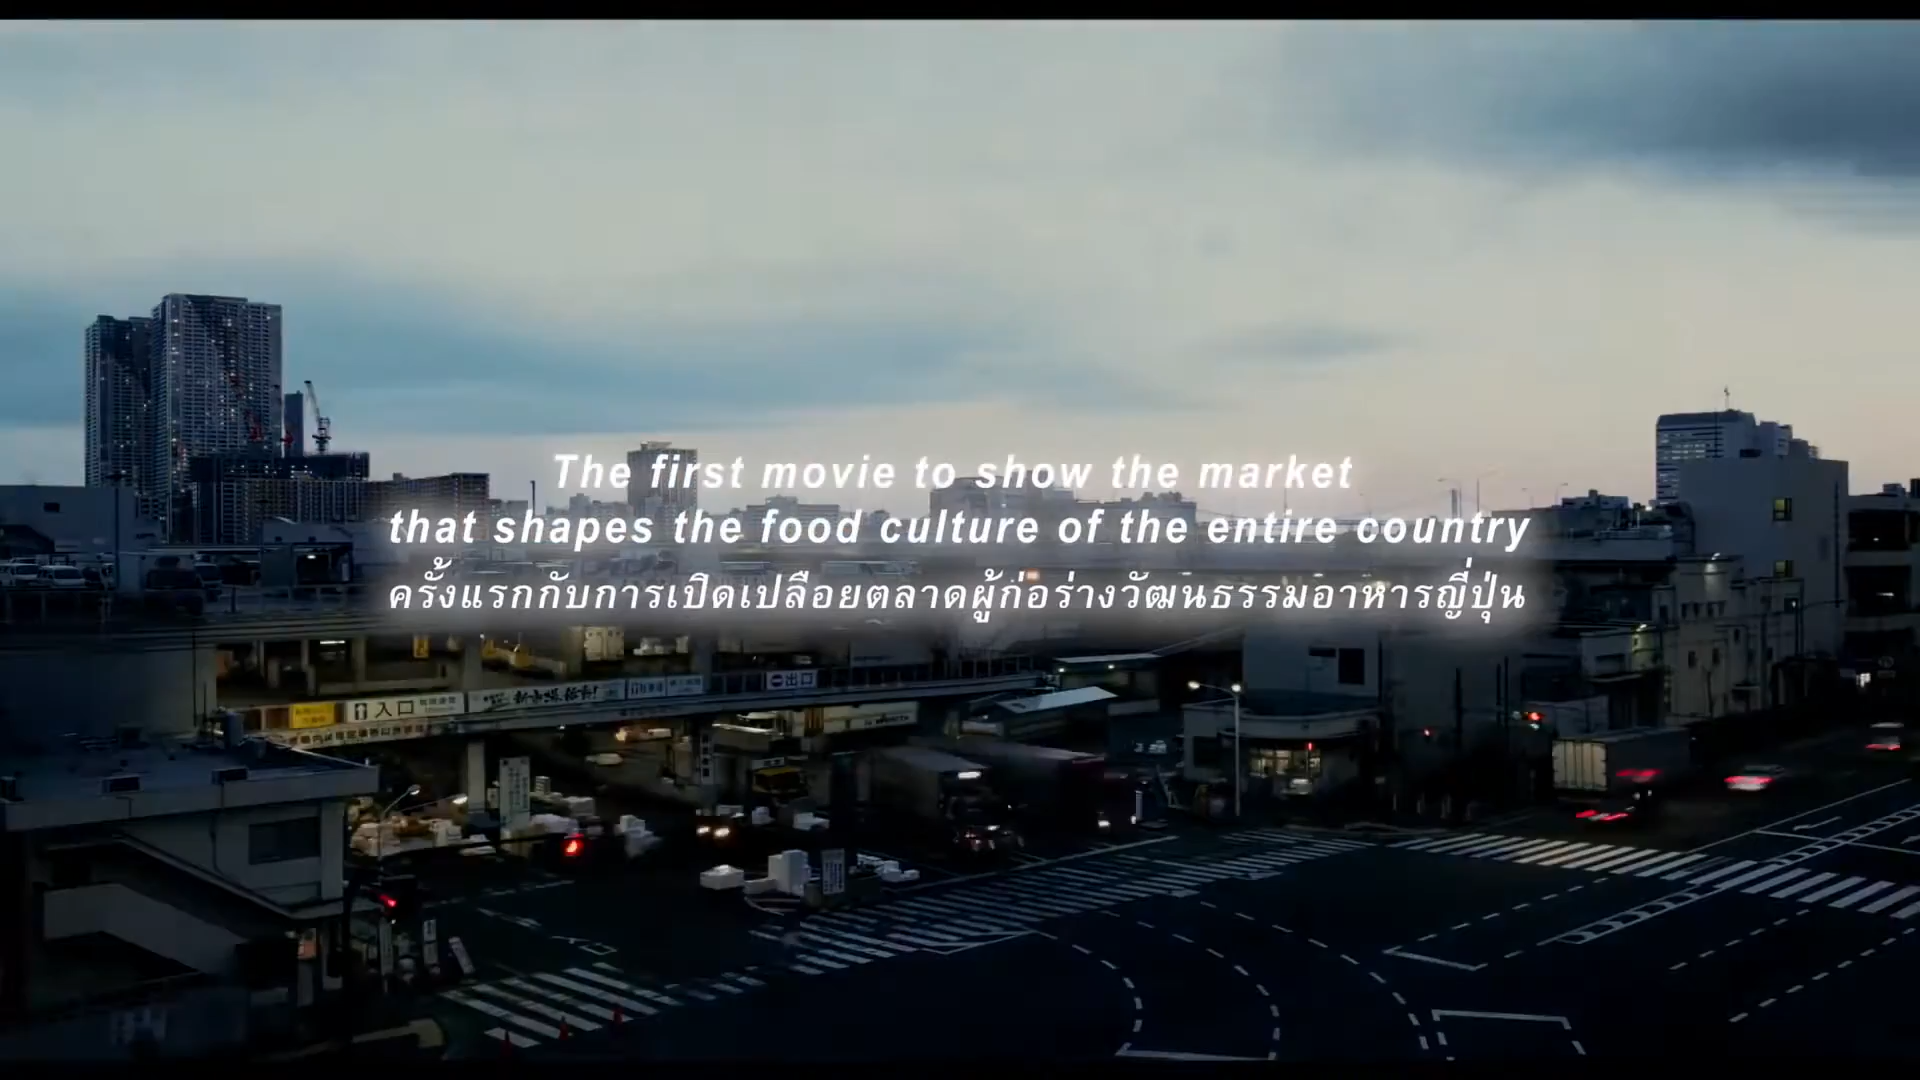 The first movie to show the market
that shapes the food culture of the entire country
ครั้งแรกกับการเปิดเปลือยตลาดผู้ก่อร่างวัฒนธรรมอาหารญี่ปุ่น
出口
入口